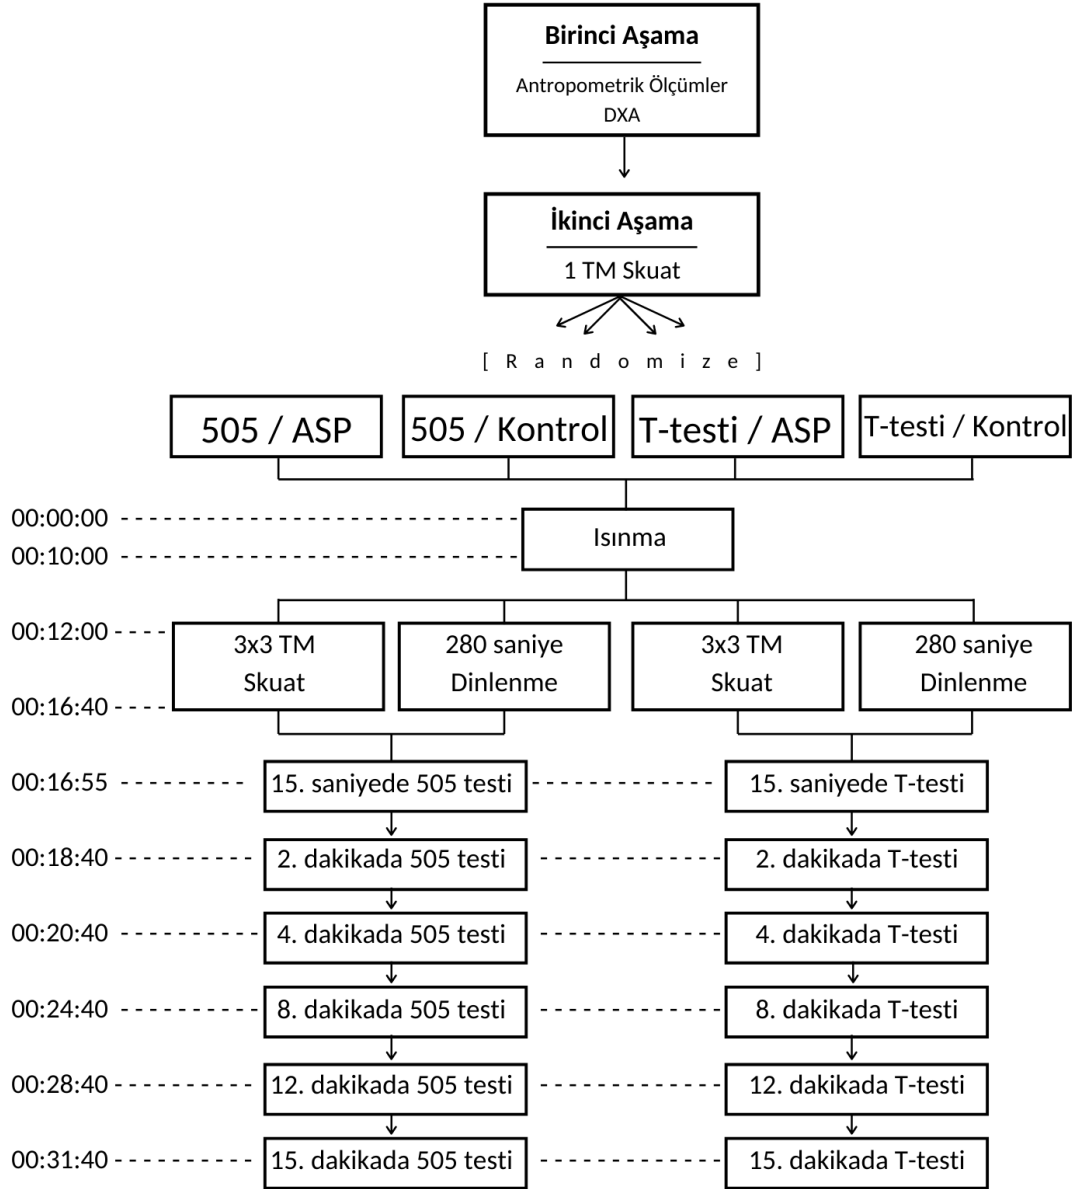 Birinci Aşama
Antropometrik Ölçümler
DXA
İkinci Aşama
1 TM Skuat
[ R a n d o m i z e ]
505 / ASP
505 / Kontrol
T-testi / ASP
T-testi / Kontrol
00:00:00
Isınma
00:10:00
00:12:00
3x3 TM
Skuat
280 saniye
Dinlenme
3x3 TM
Skuat
280 saniye
Dinlenme
00:16:40
00:16:55
15. saniyede 505 testi
15. saniyede T-testi
00:18:40
2. dakikada 505 testi
2. dakikada T-testi
00:20:40
4. dakikada 505 testi
4. dakikada T-testi
00:24:40
8. dakikada 505 testi
8. dakikada T-testi
00:28:40
12. dakikada 505 testi
12. dakikada T-testi
00:31:40
15. dakikada 505 testi
15. dakikada T-testi